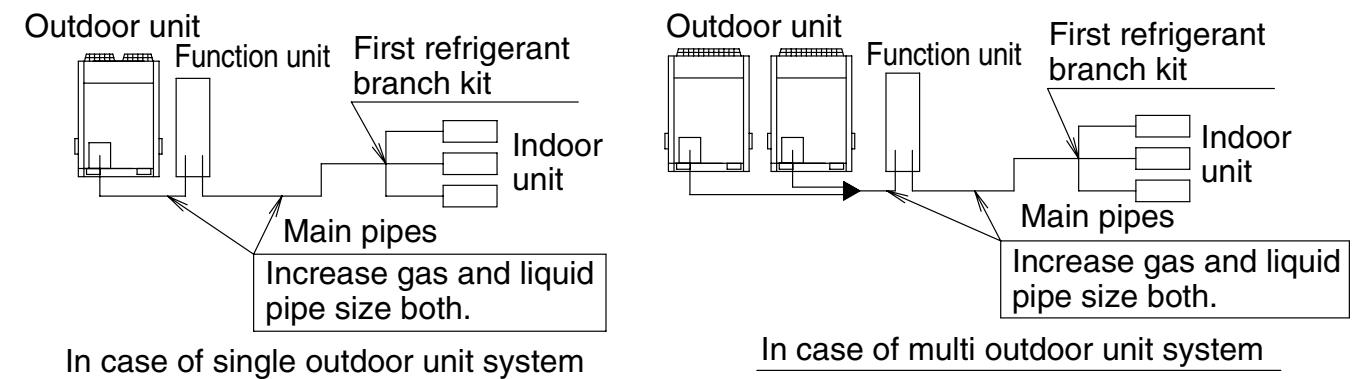 Outdoor unit
Function unit
First refrigerant
branch kit
Indoor
unit
Main pipes
Increase gas and liquid
pipe size both.
In case of single outdoor unit system
Outdoor unit
Function unit
First refrigerant
branch kit
Indoor
unit
Main pipes
Increase gas and liquid
pipe size both.
In case of multi outdoor unit system